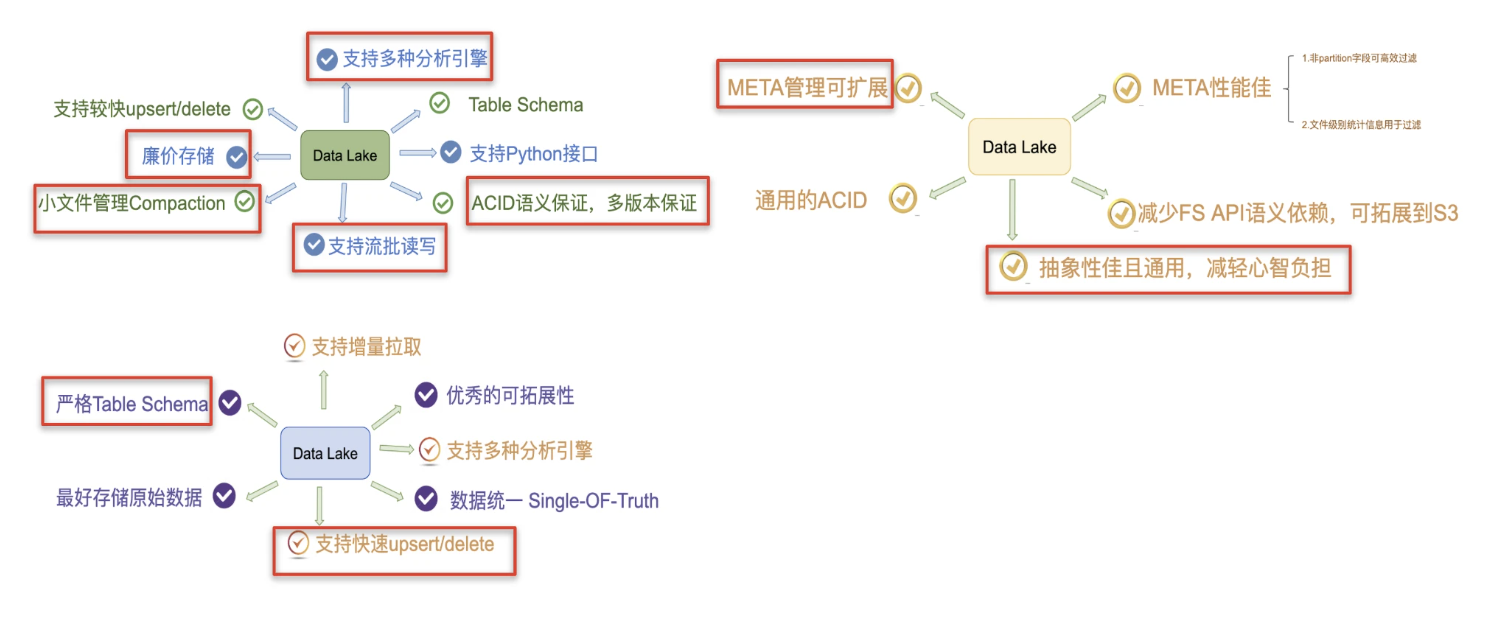 支持多种分析引擎
支持较快upsert/delete
Table Schema
廉价存储
Data Lake
支持Python接口
小文件管理Compaction
ACID语义保证，多版本保证
支持流批读写
META管理可扩展
META性能佳
1.非partition字段可高效过滤
2.文件级别统计信息用于过滤
Data Lake
通用的ACID
减少FS API语义依赖，可拓展到S3
抽象性佳且通用，减轻心智负担
支持增量拉取
严格Table Schema
优秀的可拓展性
Data Lake
支持多种分析引擎
最好存储原始数据
数据统一 Single-OF-Truth
支持快速upsert/delete